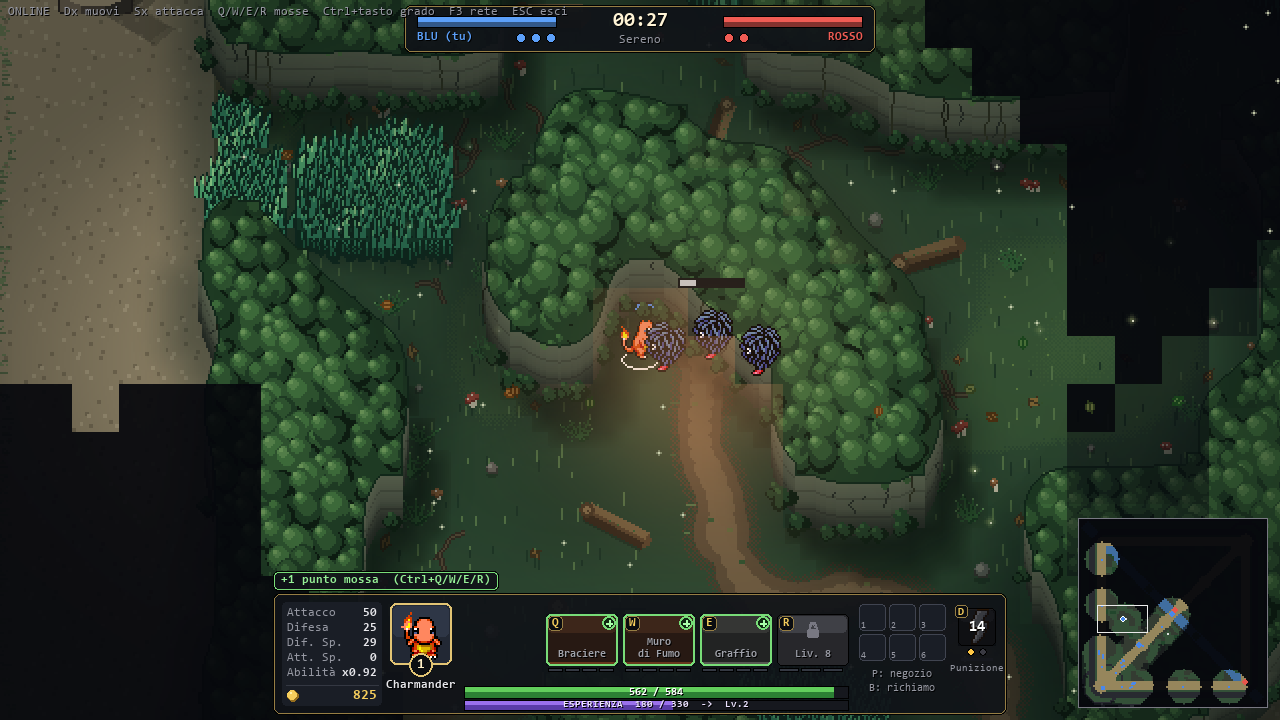 ONLINE Dx muovi Sx attacca Q/W/E/R mosse Ctrl+tasto grado F3 rete ESC esci
00:27
BLU (tu) Sereno ROSSO
+1 punto mossa (Ctrl+Q/W/E/R)
Attacco 50
Difesa 25
Dif. Sp. 29
Att. Sp. 0
Abilità x0.92
825
1
Charmander
Q
Braciere
W
Muro
di Fumo
E
Graffio
R
Liv. 8
562 / 584
ESPERIENZA 180 / 330 -> Lv.2
1 2 3
4 5 6
P: negozio
B: richiamo
D
14
Punizione